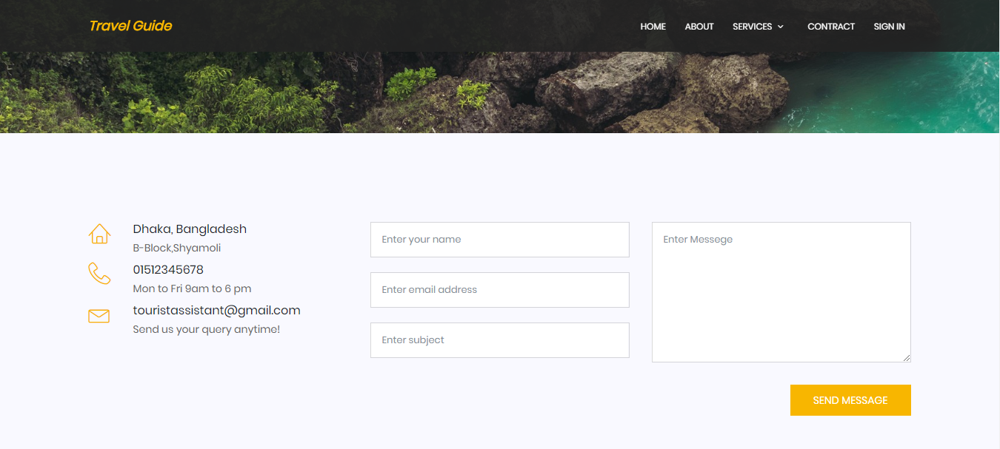 Travel Guide
HOME ABOUT SERVICES CONTRACT SIGN IN
Dhaka, Bangladesh
B-Block,Shyamoli
01512345678
Mon to Fri 9am to 6 pm
touristassistant@gmail.com
Send us your query anytime!
Enter your name
Enter email address
Enter subject
Enter Messege
SEND MESSAGE